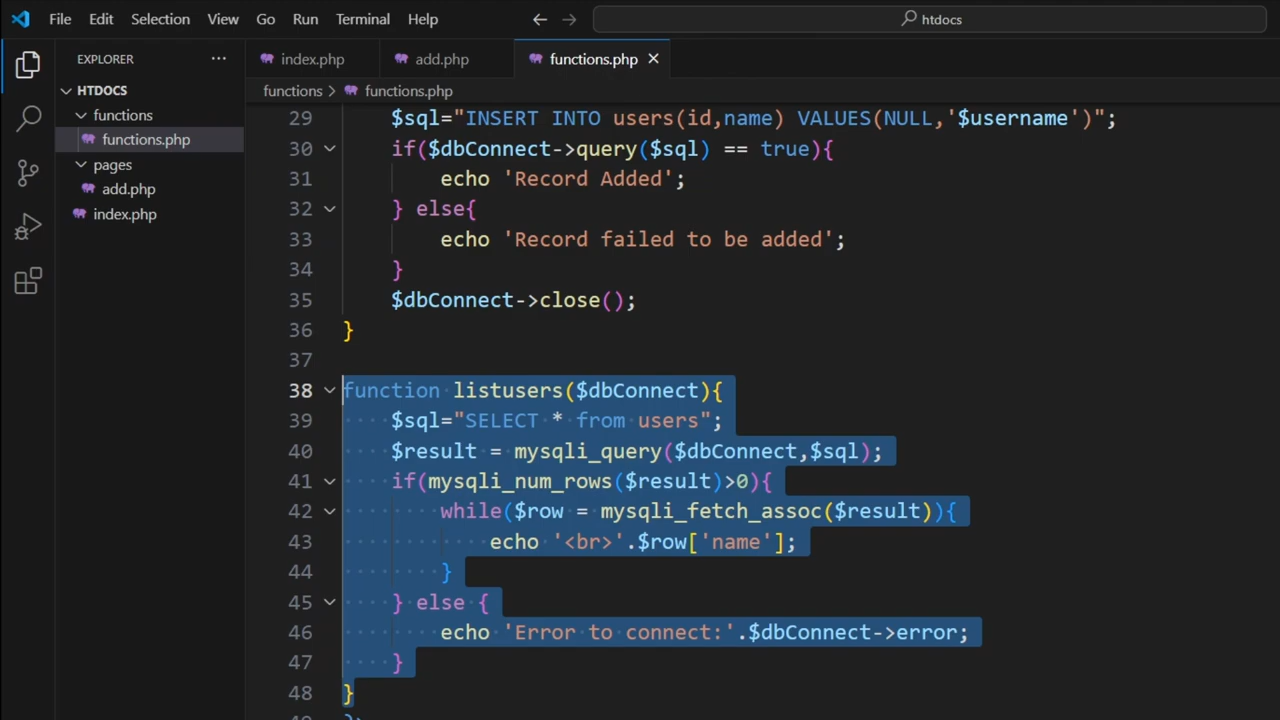 File Edit Selection View Go Run Terminal Help htdocs
EXPLORER ···
HTDOCS
functions
functions.php
pages
add.php
index.php
index.php add.php functions.php
functions > functions.php
29 $sql="INSERT INTO users(id,name) VALUES(NULL,'$username')";
30 if($dbConnect->query($sql) == true){
31 echo 'Record Added';
32 } else{
33 echo 'Record failed to be added';
34 }
35 $dbConnect->close();
36 }
37
38 function listusers($dbConnect){
39 $sql="SELECT * from users";
40 $result = mysqli_query($dbConnect,$sql);
41 if(mysqli_num_rows($result)>0){
42 while($row = mysqli_fetch_assoc($result)){
43 echo '<br>'.$row['name'];
44 }
45 } else {
46 echo 'Error to connect:'.$dbConnect->error;
47 }
48 }